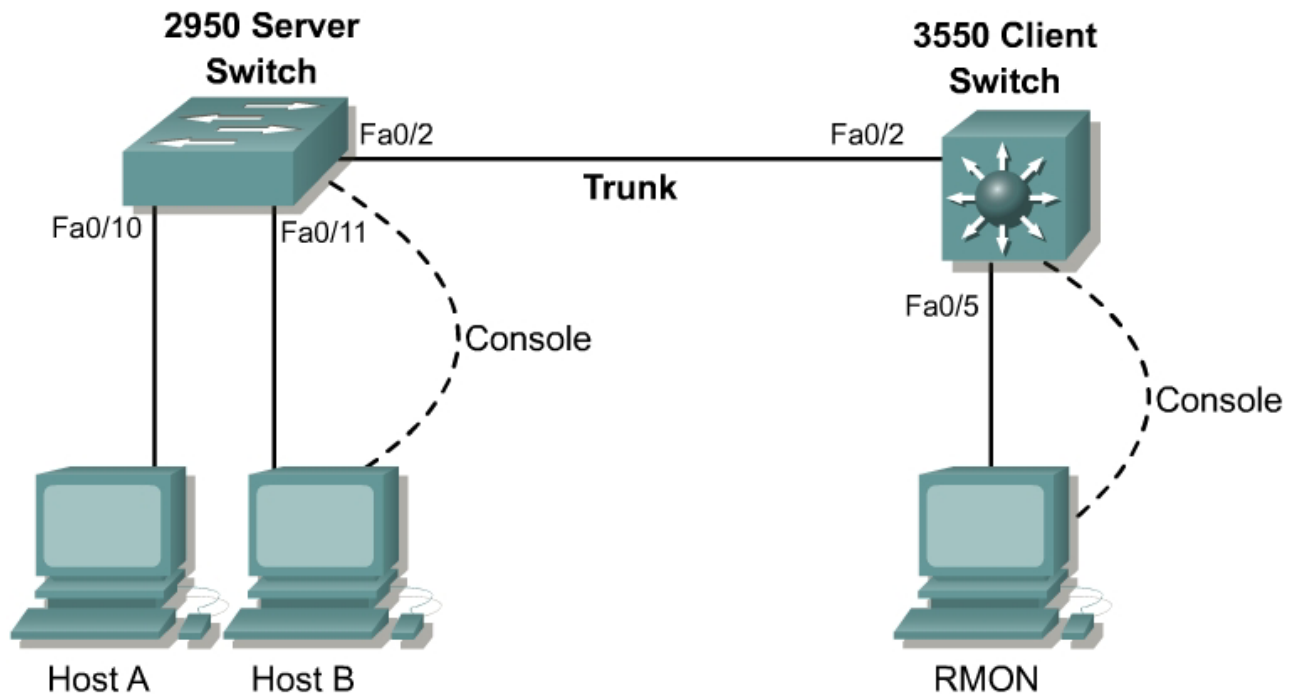 2950 Server
Switch
3550 Client
Switch
Fa0/2
Fa0/2
Trunk
Fa0/10
Fa0/11
Fa0/5
Console
Console
Host A
Host B
RMON